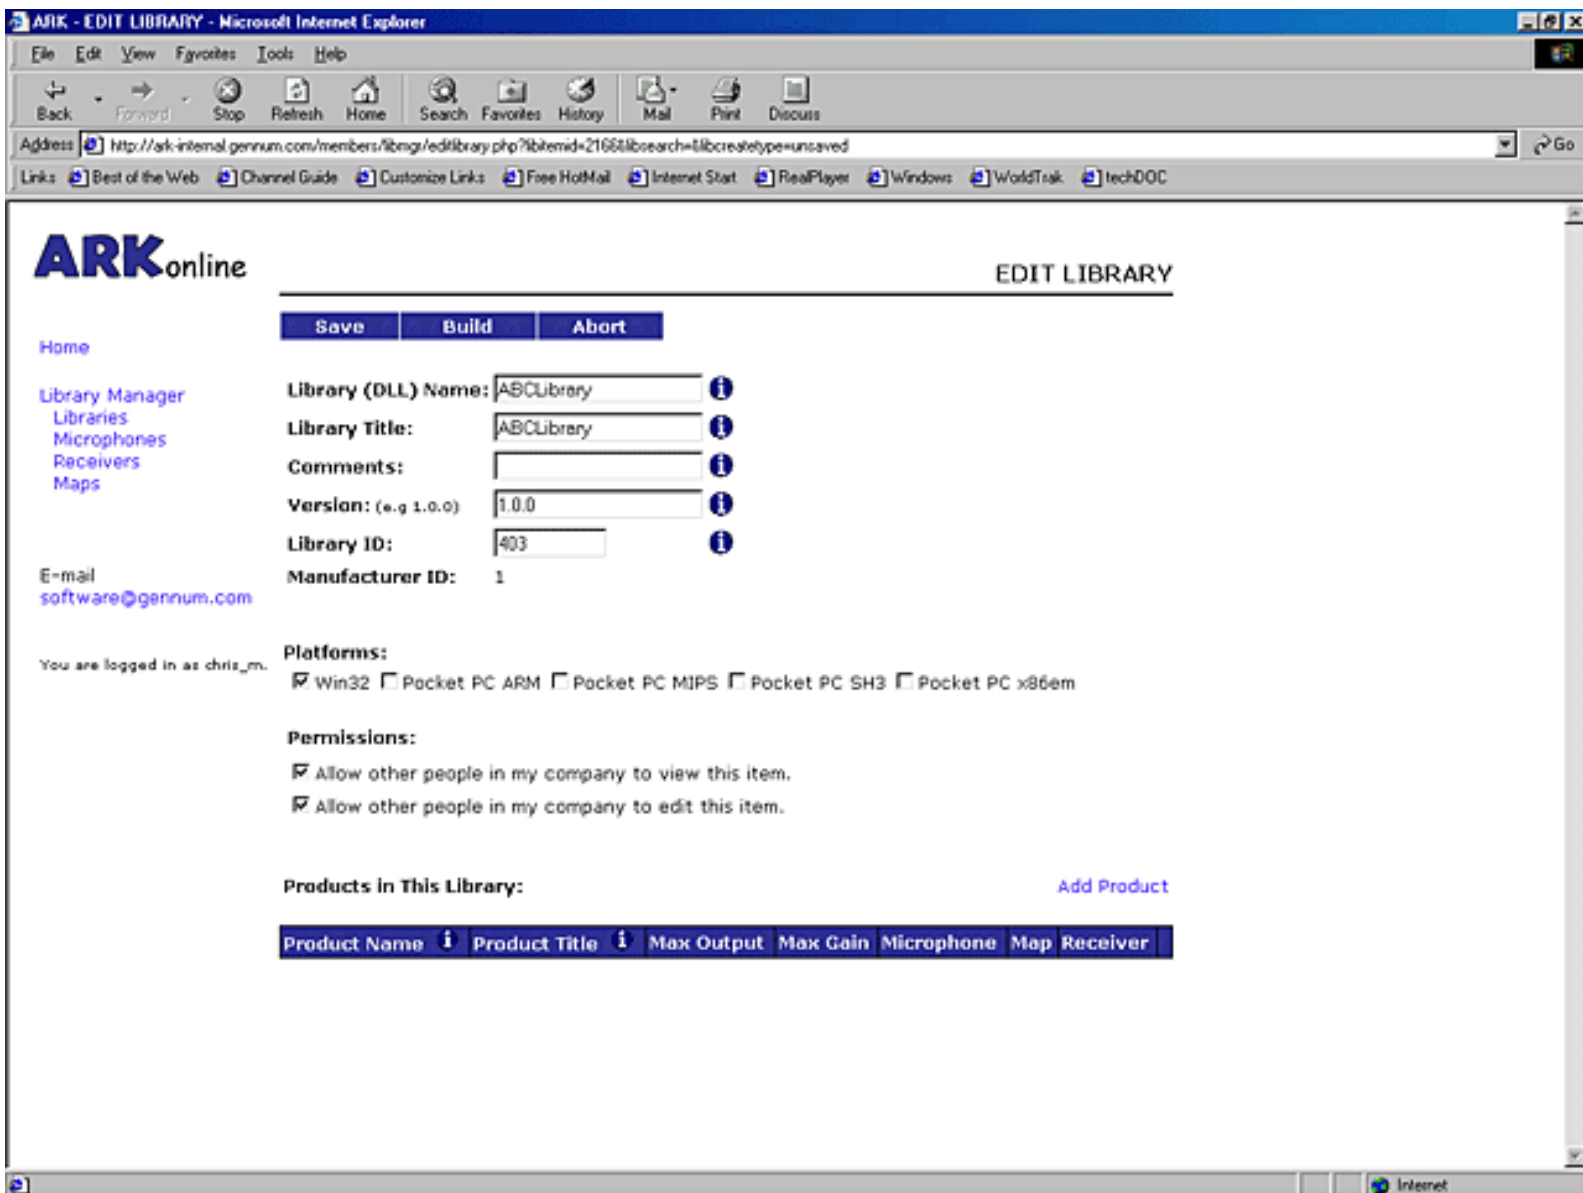 ARK - EDIT LIBRARY - Microsoft Internet Explorer
File Edit View Favorites Tools Help
Back Forward Stop Refresh Home Search Favorites History Mail Print Discuss
Address http://ark-internal.gennum.com/members/libmgr/editlibrary.php?libitemid=2166&libsearch=&libcreatetype=unsaved Go
Links Best of the Web Channel Guide Customize Links Free HotMail Internet Start RealPlayer Windows WorldTrak techDOC
ARKonline
EDIT LIBRARY
Save Build Abort
Home
Library Manager
Libraries
Microphones
Receivers
Maps
E-mail
software@gennum.com
You are logged in as chris_m.
Library (DLL) Name: ABCLibrary
Library Title: ABCLibrary
Comments:
Version: (e.g 1.0.0) 1.0.0
Library ID: 403
Manufacturer ID: 1
Platforms:
Win32 Pocket PC ARM Pocket PC MIPS Pocket PC SH3 Pocket PC x86em
Permissions:
Allow other people in my company to view this item.
Allow other people in my company to edit this item.
Products in This Library: Add Product
Product Name Product Title Max Output Max Gain Microphone Map Receiver
Internet